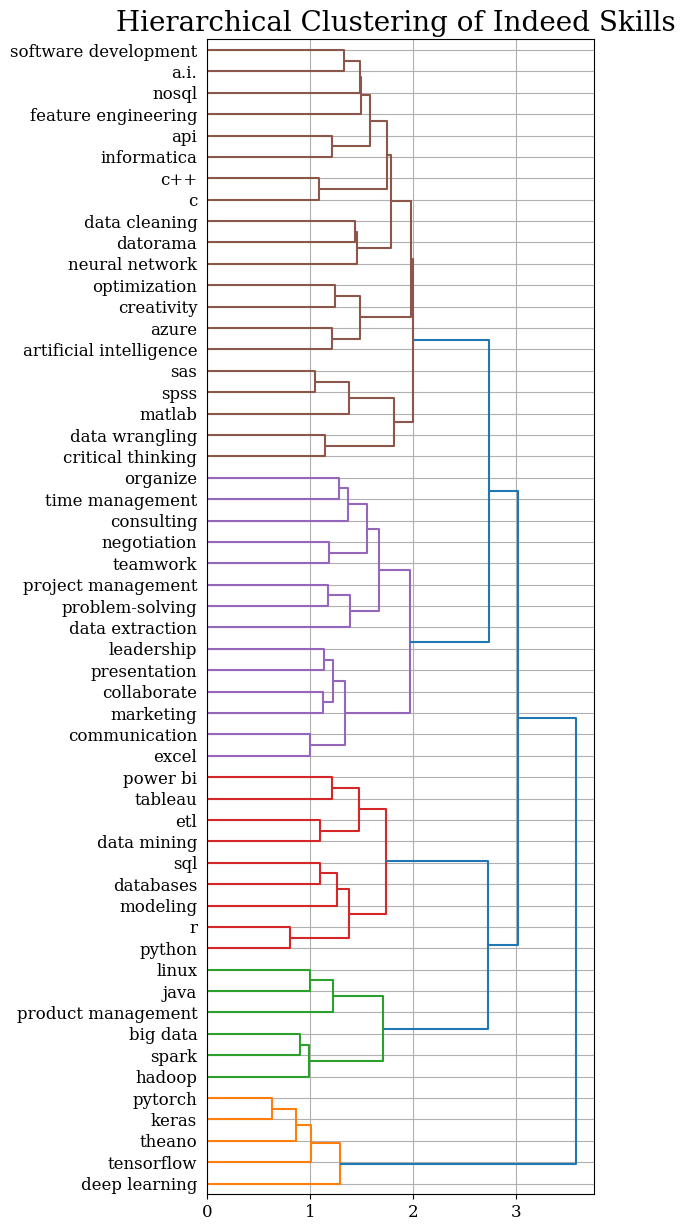 Hierarchical Clustering of Indeed Skills
software development
a.i.
nosql
feature engineering
api
informatica
c++
c
data cleaning
datorama
neural network
optimization
creativity
azure
artificial intelligence
sas
spss
matlab
data wrangling
critical thinking
organize
time management
consulting
negotiation
teamwork
project management
problem-solving
data extraction
leadership
presentation
collaborate
marketing
communication
excel
power bi
tableau
etl
data mining
sql
databases
modeling
r
python
linux
java
product management
big data
spark
hadoop
pytorch
keras
theano
tensorflow
deep learning
0 1 2 3